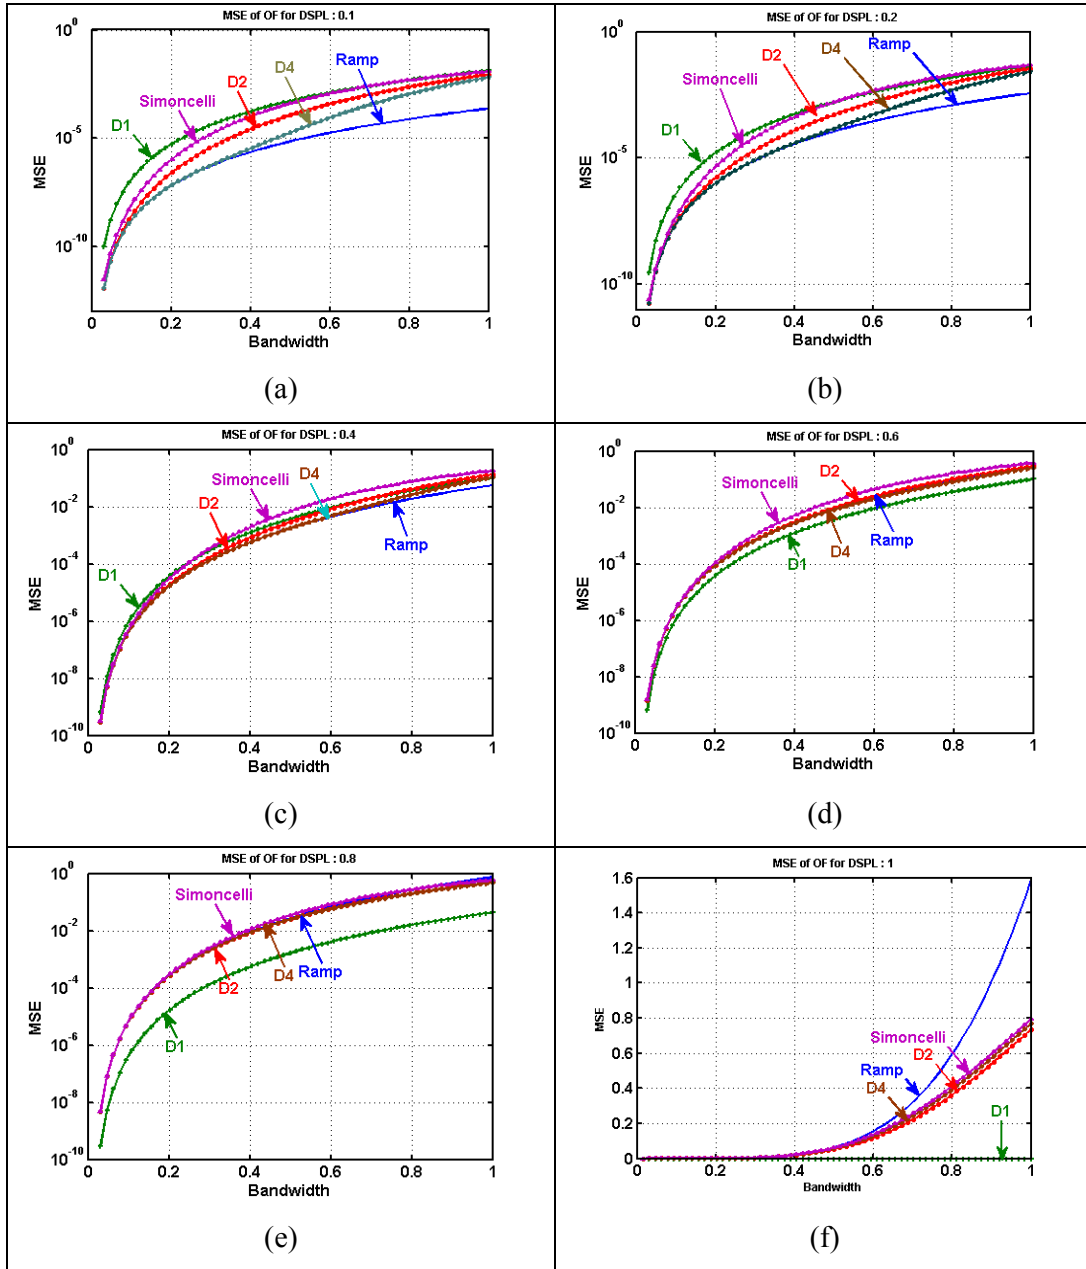 MSE of OF for DSPL : 0.1
10^0
10^-5
10^-10
MSE
D1
Simoncelli
D2
D4
Ramp
0 0.2 0.4 0.6 0.8 1
Bandwidth
(a)
MSE of OF for DSPL : 0.2
10^0
10^-5
10^-10
MSE
D1
Simoncelli
D2
D4
Ramp
0 0.2 0.4 0.6 0.8 1
Bandwidth
(b)
MSE of OF for DSPL : 0.4
10^0
10^-2
10^-4
10^-6
10^-8
10^-10
MSE
D1
D2
Simoncelli
D4
Ramp
0 0.2 0.4 0.6 0.8 1
Bandwidth
(c)
MSE of OF for DSPL : 0.6
10^0
10^-2
10^-4
10^-6
10^-8
10^-10
MSE
Simoncelli
D2
D4
Ramp
D1
0 0.2 0.4 0.6 0.8 1
Bandwidth
(d)
MSE of OF for DSPL : 0.8
10^0
10^-2
10^-4
10^-6
10^-8
10^-10
MSE
Simoncelli
D2
D4
Ramp
D1
0 0.2 0.4 0.6 0.8 1
Bandwidth
(e)
MSE of OF for DSPL : 1
1.6
1.4
1.2
1
0.8
0.6
0.4
0.2
0
MSE
Simoncelli
D2
Ramp
D4
D1
0 0.2 0.4 0.6 0.8 1
Bandwidth
(f)